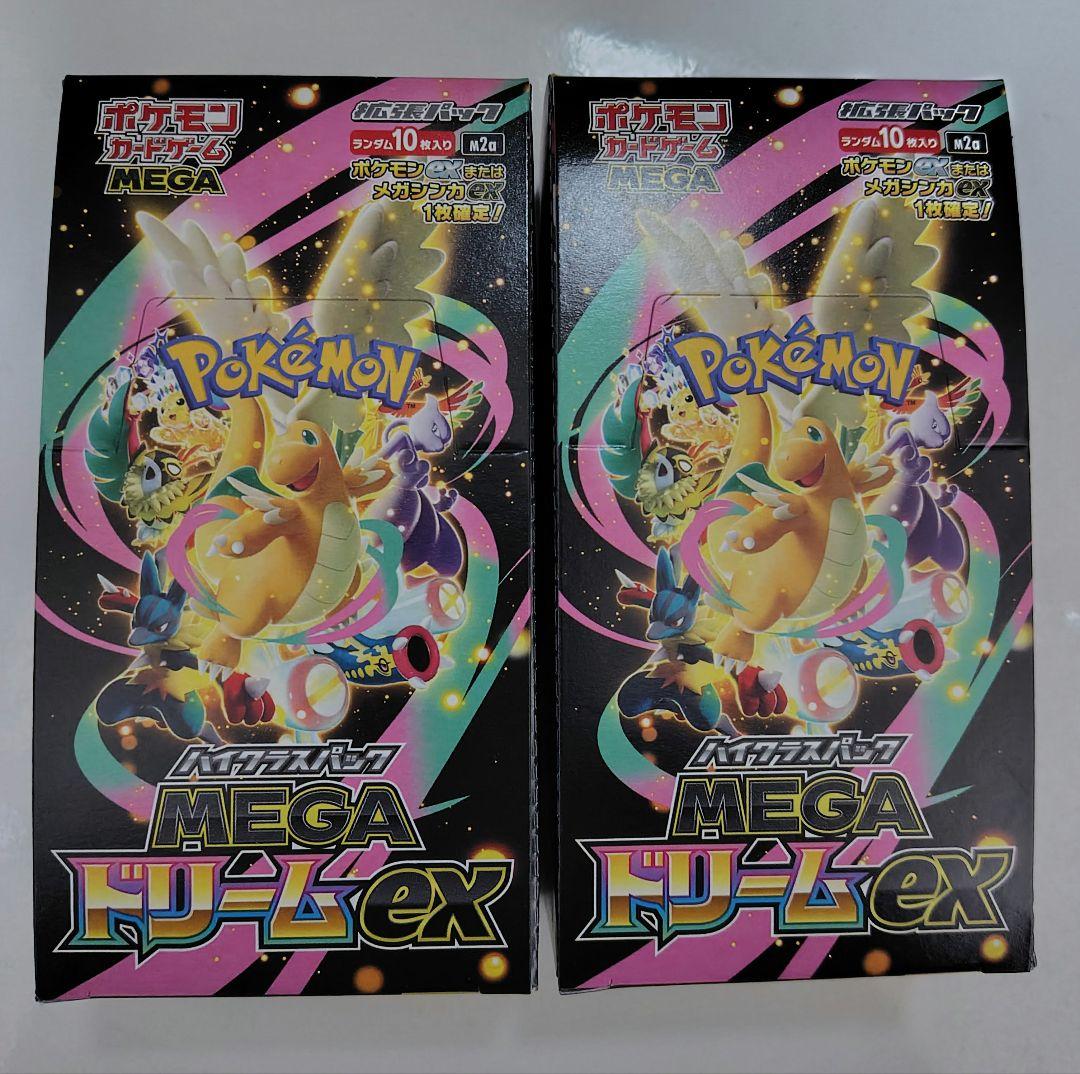 ポケモン
カードゲーム™
MEGA
拡張パック
ランダム10枚入り M2a
ポケモンexまたは
メガシンカex
1枚確定!
POKéMON™
ハイクラスパック
MEGA
ドリームex
ポケモン
カードゲーム™
MEGA
拡張パック
ランダム10枚入り M2a
ポケモンexまたは
メガシンカex
1枚確定!
POKéMON™
ハイクラスパック
MEGA
ドリームex